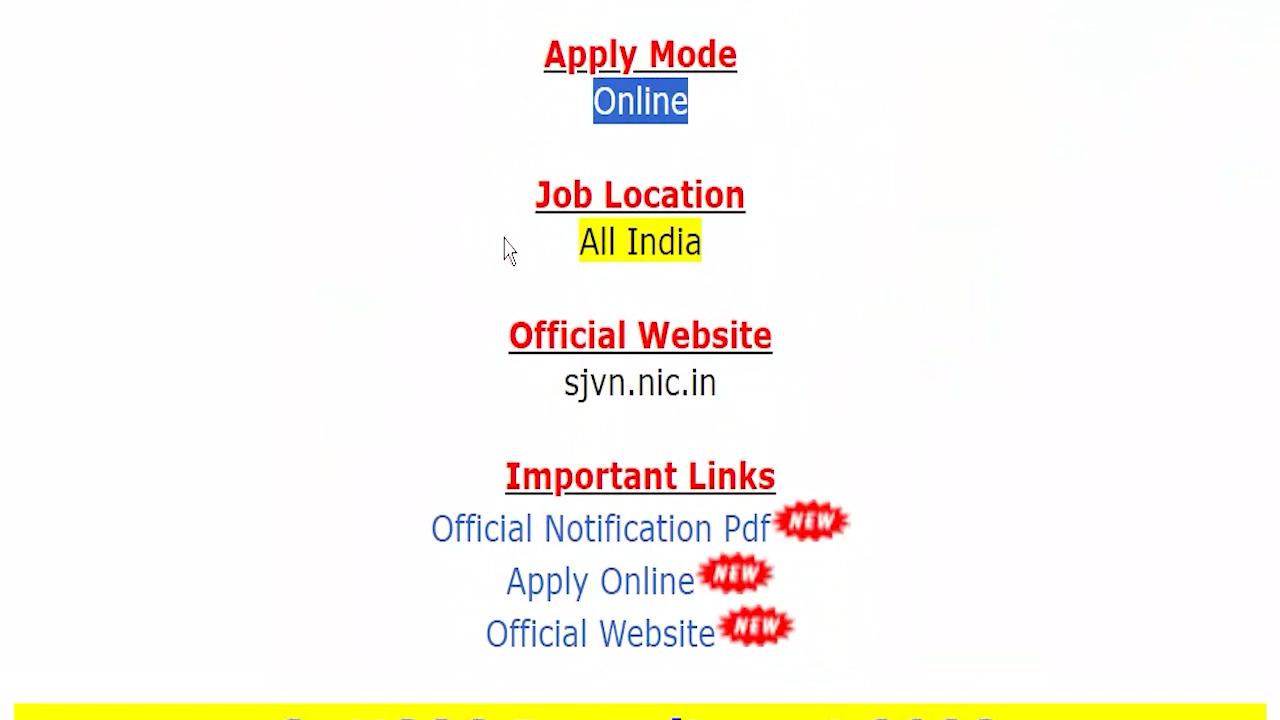 Apply Mode
Online
Job Location
All India
Official Website
sjvn.nic.in
Important Links
Official Notification Pdf NEW
Apply Online NEW
Official Website NEW